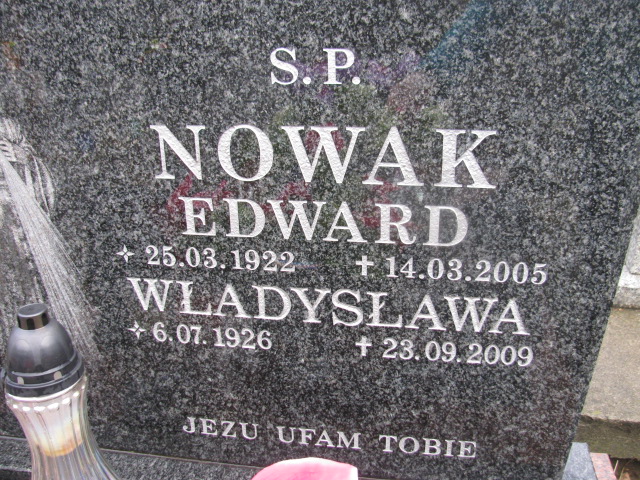 S.P.
NOWAK
EDWARD
✧ 25.03.1922 ✝ 14.03.2005
WŁADYSŁAWA
✧ 6.07.1926 ✝ 23.09.2009
JEZU UFAM TOBIE